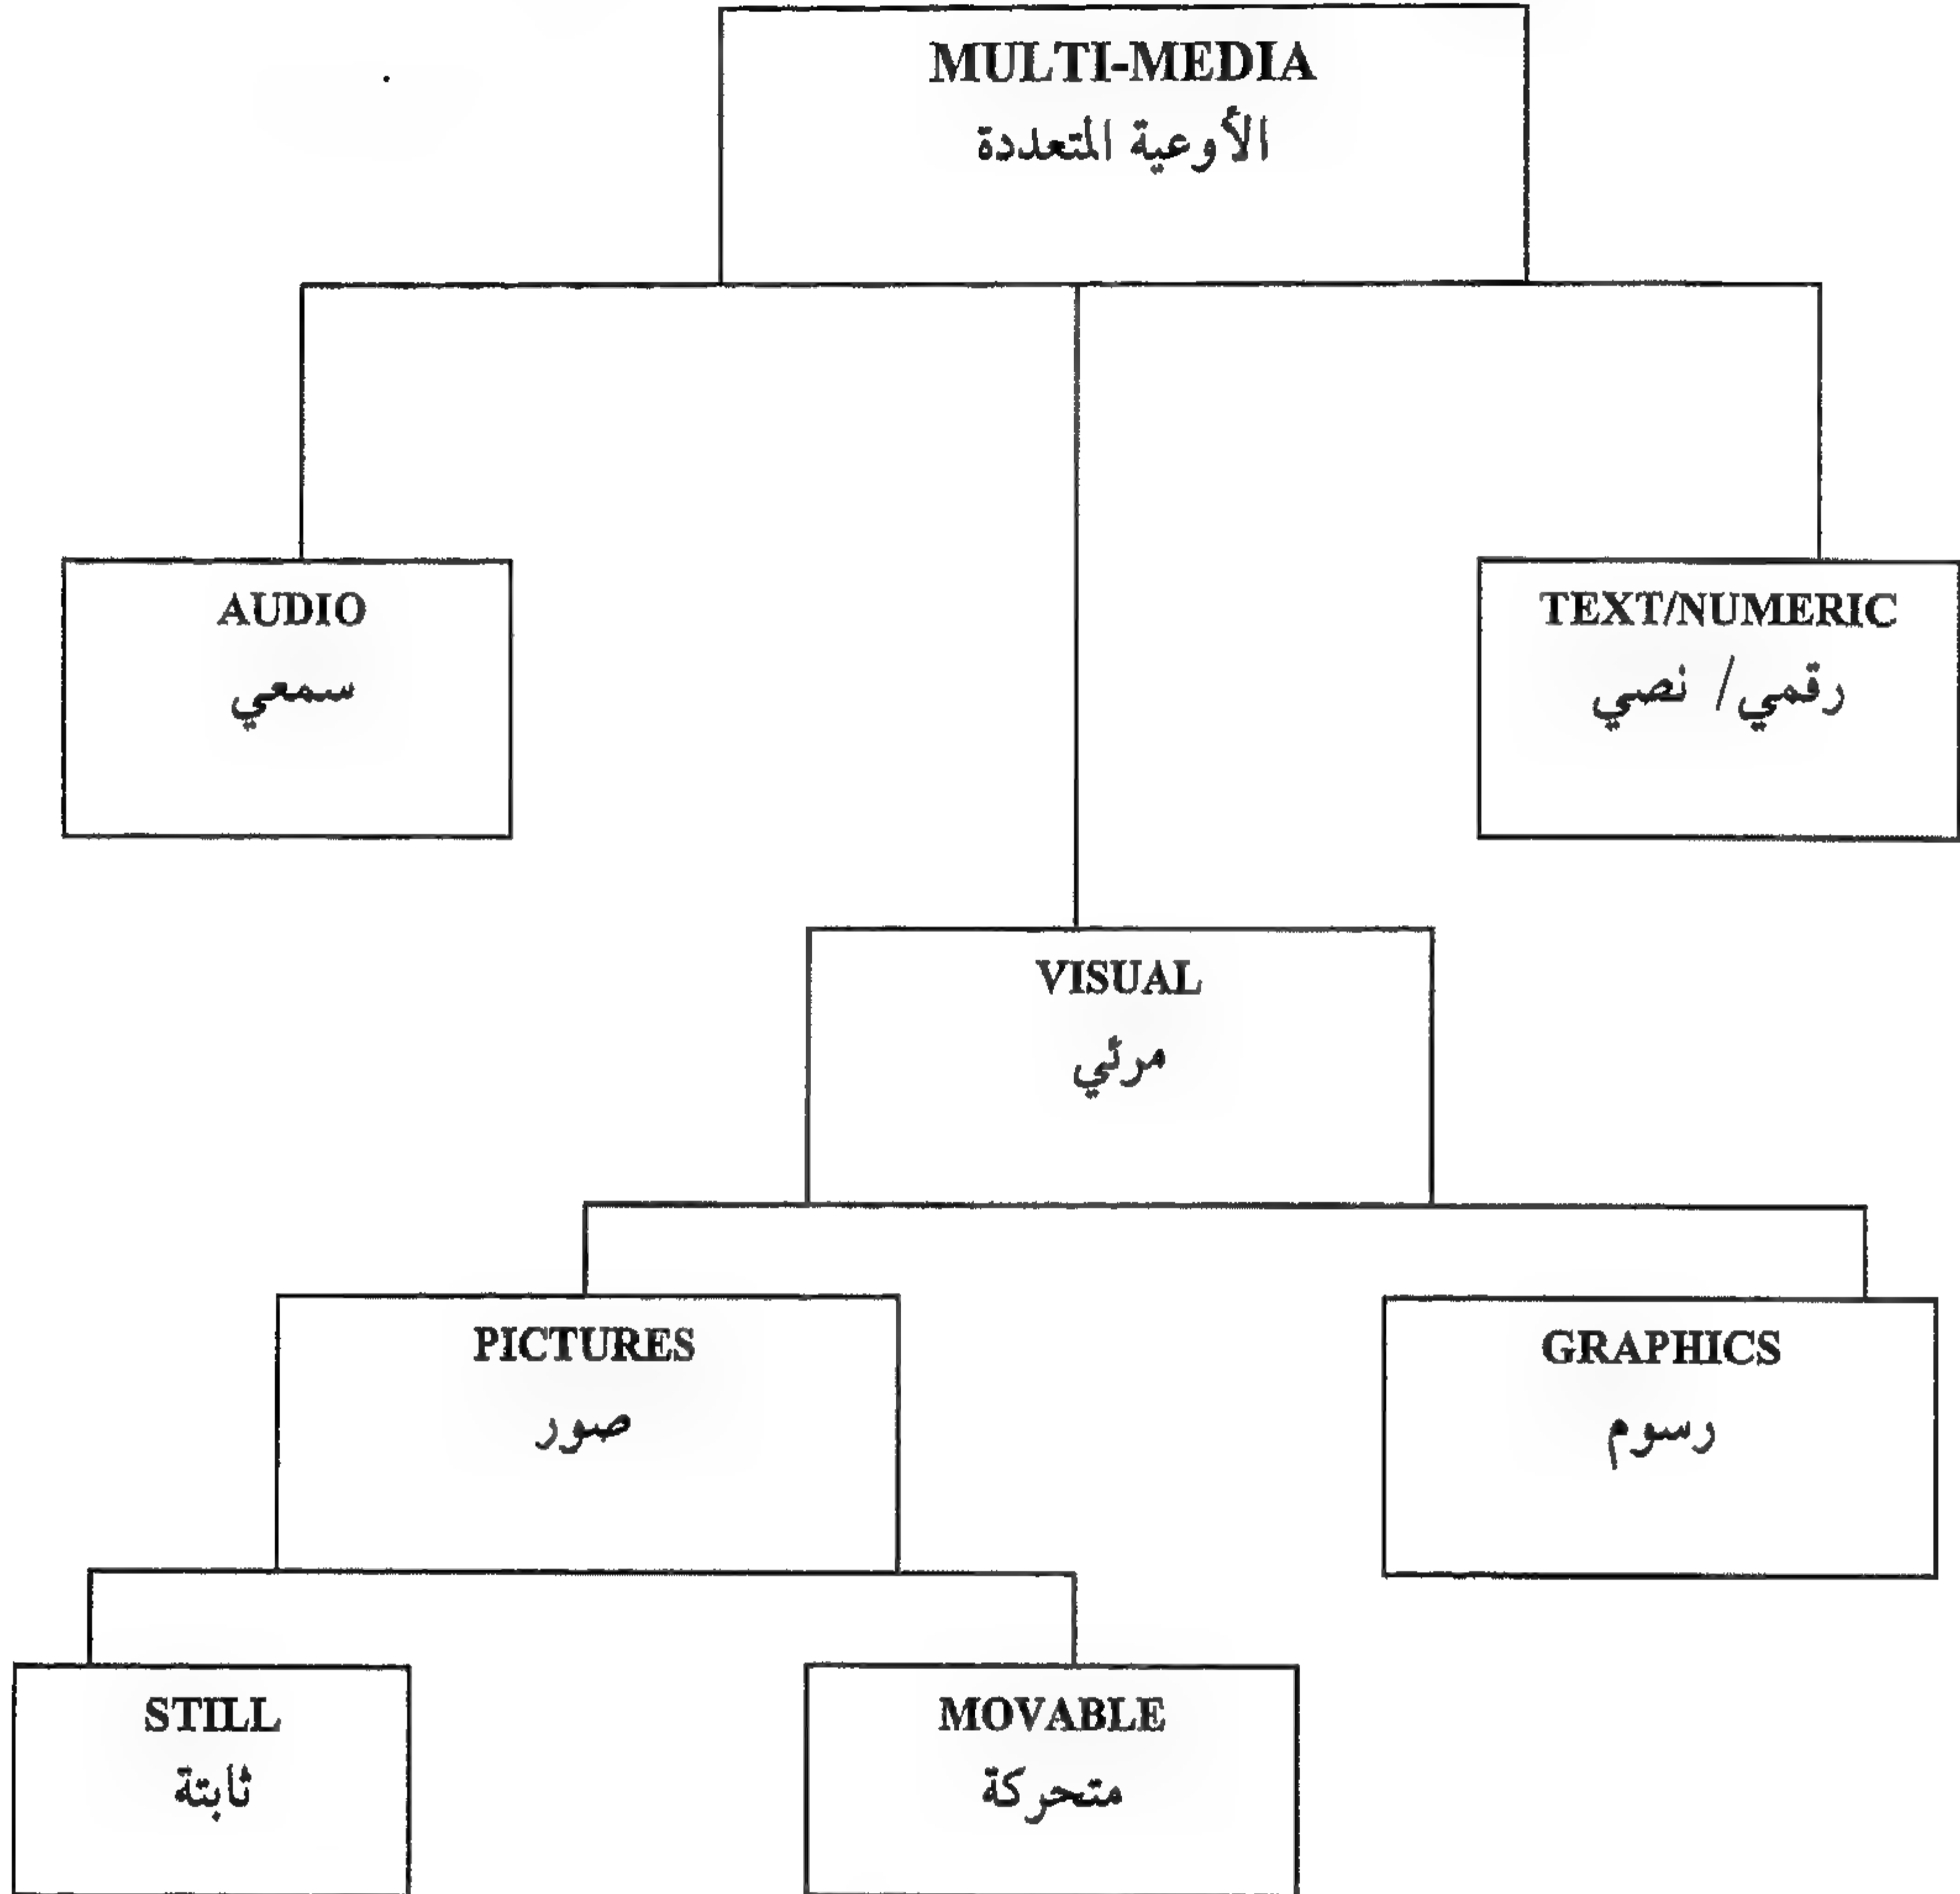 MULTI-MEDIA
الأوعية المتعددة
AUDIO
سمعي
TEXT/NUMERIC
رقمي/ نصي
VISUAL
مرئي
PICTURES
صور
GRAPHICS
رسوم
STILL
ثابتة
MOVABLE
متحركة